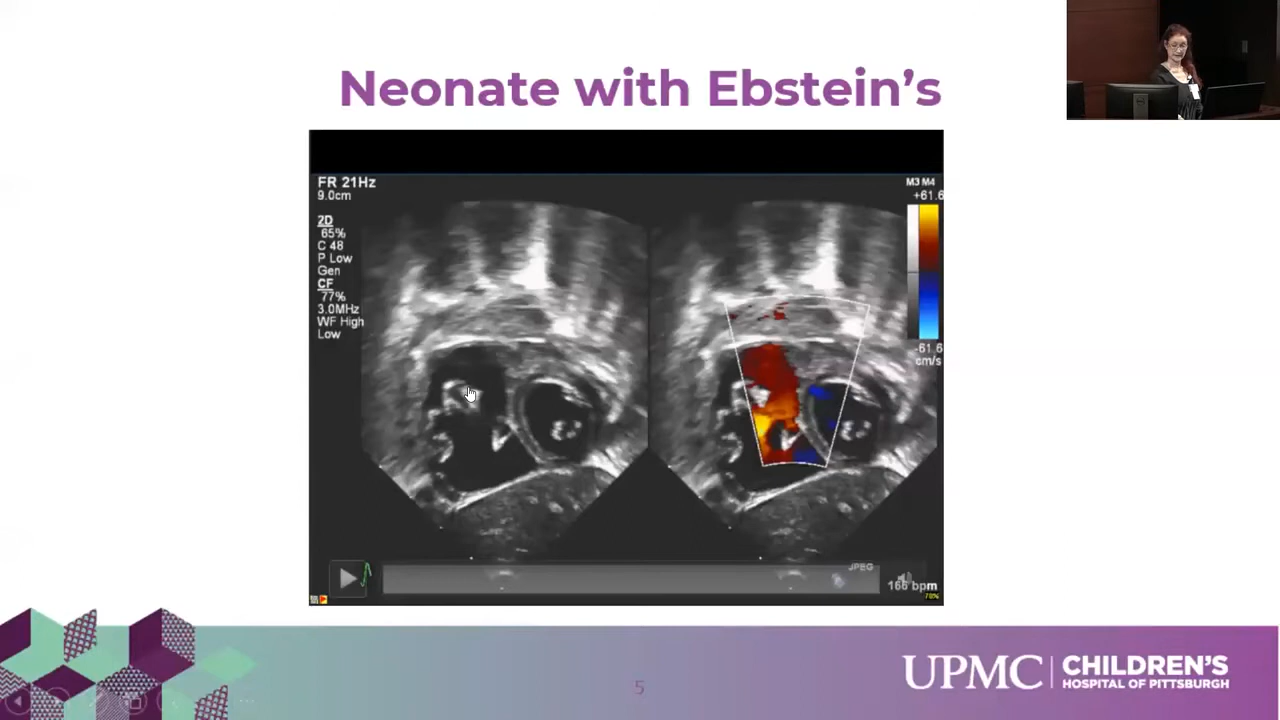 Neonate with Ebstein's
FR 21Hz
9.0cm
2D
65%
C 48
P Low
Gen
CF
77%
3.0MHz
WF High
Low
M3 M4
+61.6
-61.6
cm/s
JPEG
166 bpm
5
UPMC
CHILDREN'S
HOSPITAL OF PITTSBURGH